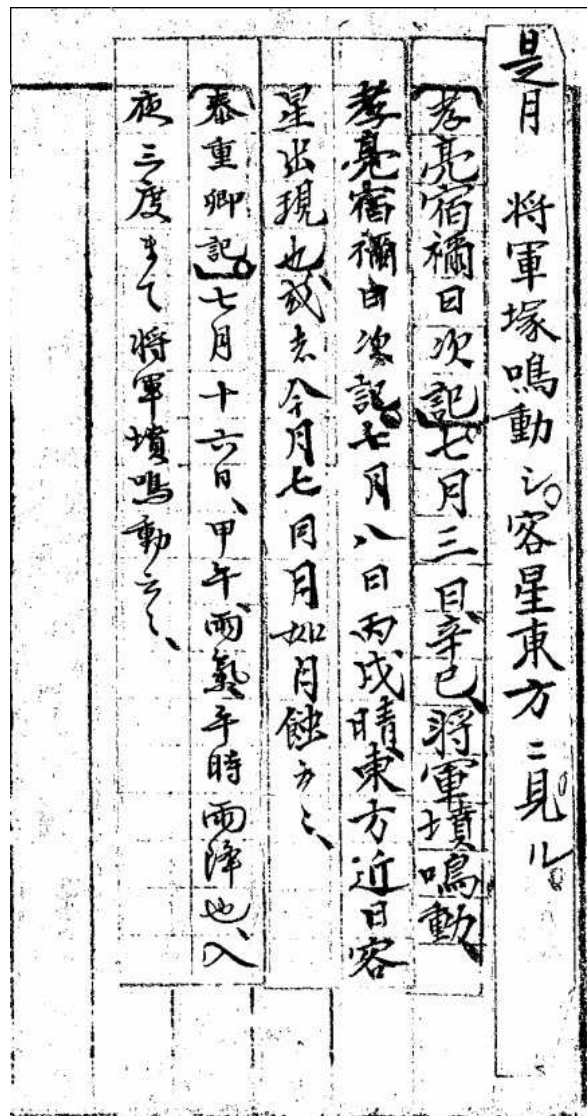 是月　将軍塚鳴動シ。客星東方ニ見ル。
〔孝亮宿禰日次記〕七月三日、辛巳、将軍墳鳴動、
孝亮宿禰日次記。七月八日丙戌晴東方近日客
星出現也或者今月七日月如月蝕云々、
〔泰重卿記〕。七月十六日、甲午、雨氣、午時雨降也、入
夜三度まて将軍墳鳴動云々、